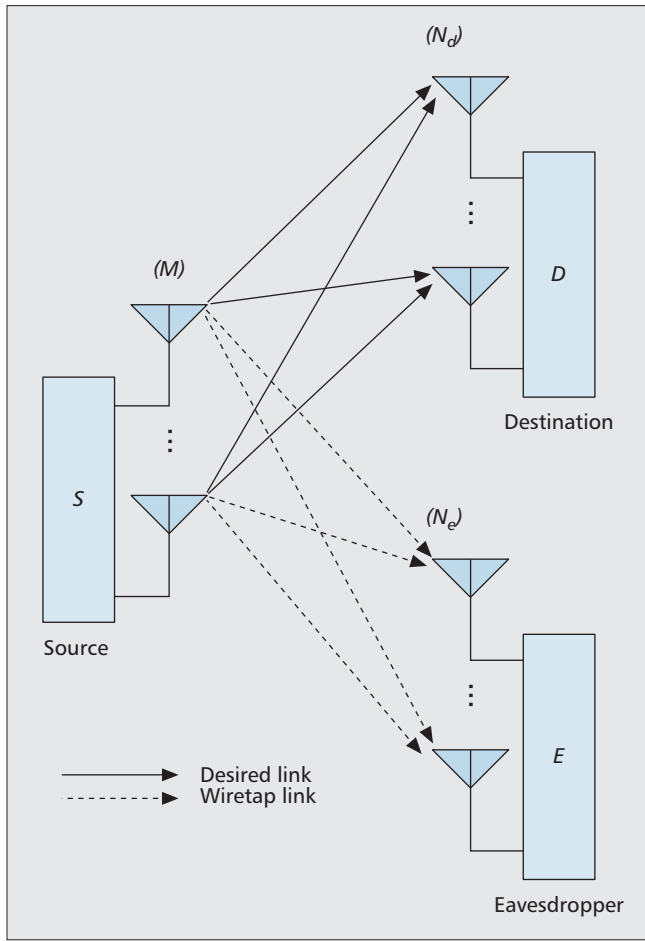 (N_d)
(M)
D
Destination
S
(N_e)
Source
E
Desired link
Wiretap link
Eavesdropper